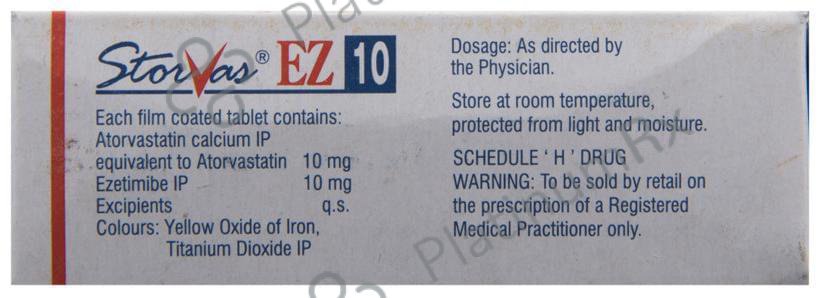 Storvas® EZ 10
Each film coated tablet contains:
Atorvastatin calcium IP
equivalent to Atorvastatin 10 mg
Ezetimibe IP 10 mg
Excipients q.s.
Colours: Yellow Oxide of Iron,
Titanium Dioxide IP
Dosage: As directed by
the Physician.
Store at room temperature,
protected from light and moisture.
SCHEDULE ‘ H ’ DRUG
WARNING: To be sold by retail on
the prescription of a Registered
Medical Practitioner only.
PlatinumRx